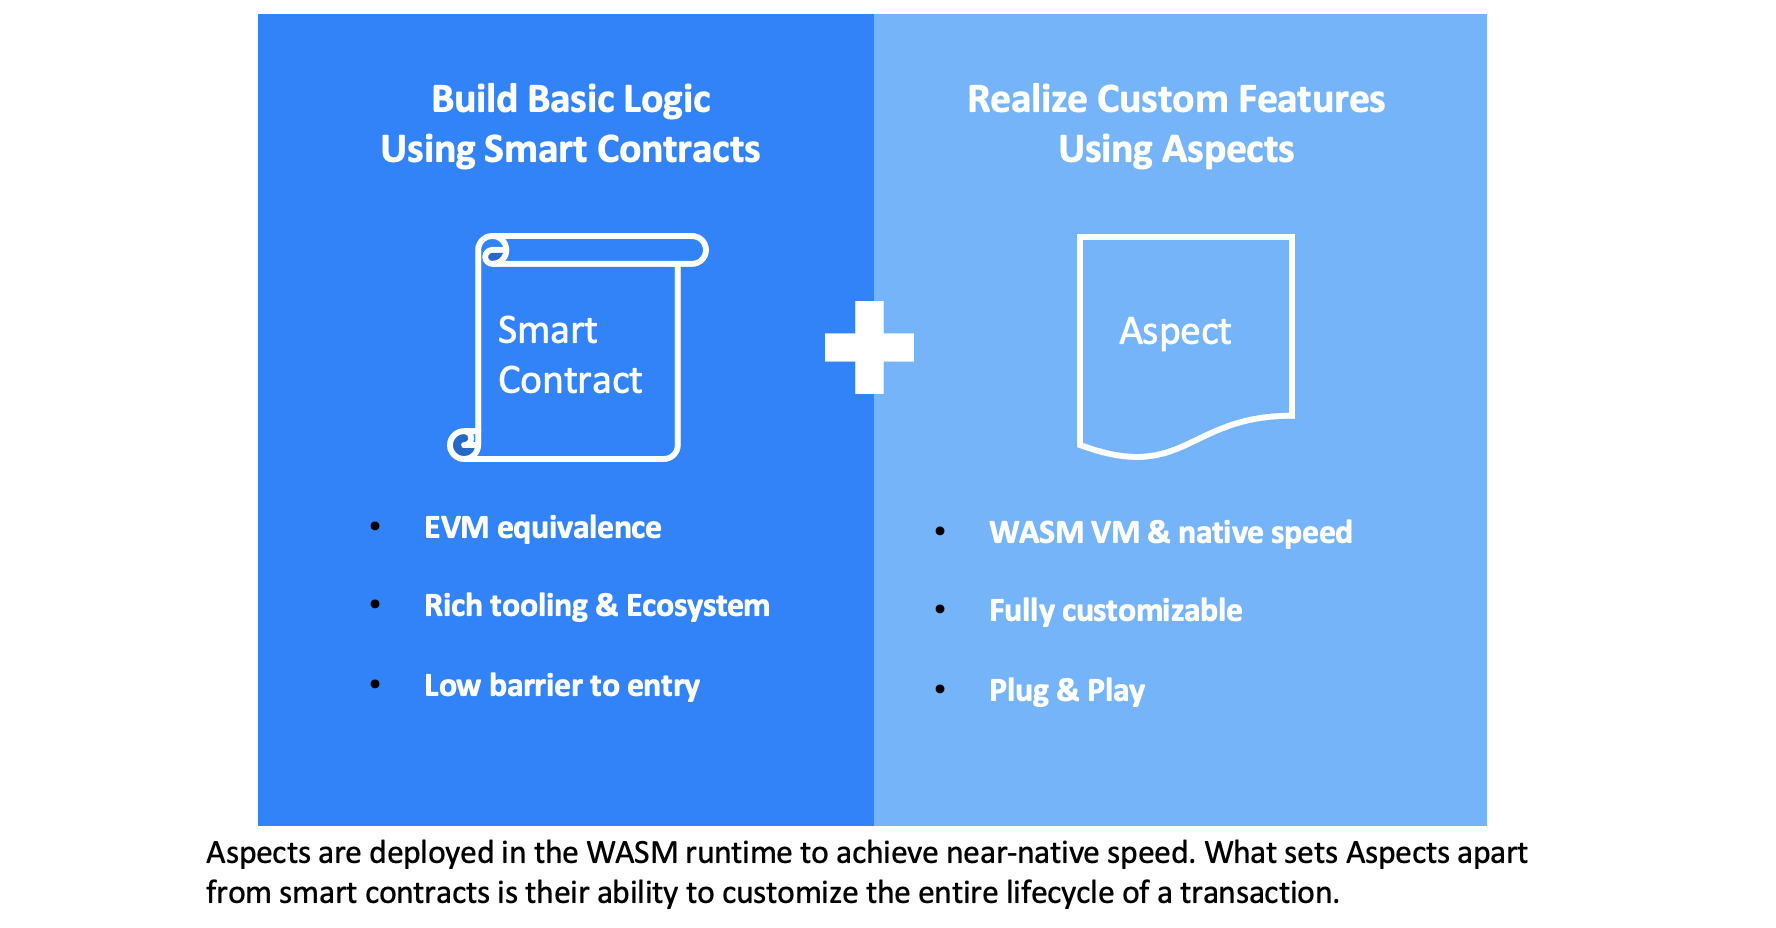 Build Basic Logic
Using Smart Contracts
Smart
Contract
• EVM equivalence
• Rich tooling & Ecosystem
• Low barrier to entry
Realize Custom Features
Using Aspects
Aspect
• WASM VM & native speed
• Fully customizable
• Plug & Play
Aspects are deployed in the WASM runtime to achieve near-native speed. What sets Aspects apart
from smart contracts is their ability to customize the entire lifecycle of a transaction.